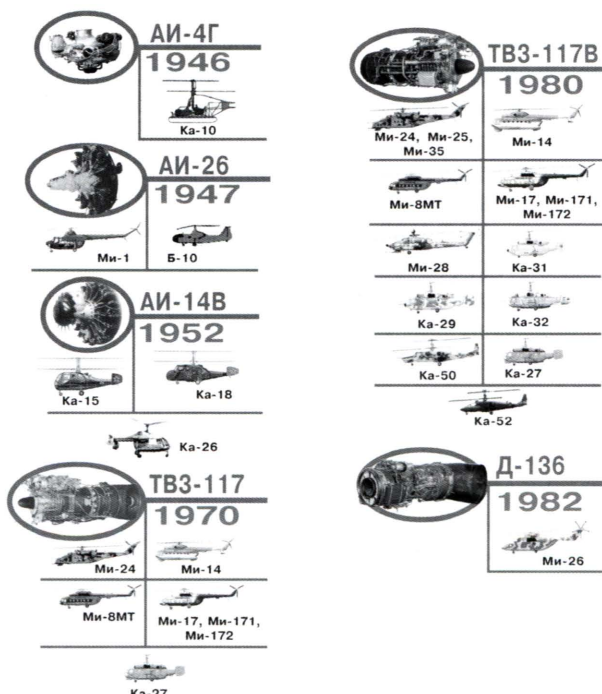 АИ-4Г
1946
Ка-10
АИ-26
1947
Ми-1
Б-10
АИ-14В
1952
Ка-15
Ка-18
Ка-26
ТВ3-117
1970
Ми-24
Ми-14
Ми-8МТ
Ми-17, Ми-171,
Ми-172
Ка-27
ТВ3-117В
1980
Ми-24, Ми-25,
Ми-35
Ми-14
Ми-8МТ
Ми-17, Ми-171,
Ми-172
Ми-28
Ка-31
Ка-29
Ка-32
Ка-50
Ка-27
Ка-52
Д-136
1982
Ми-26